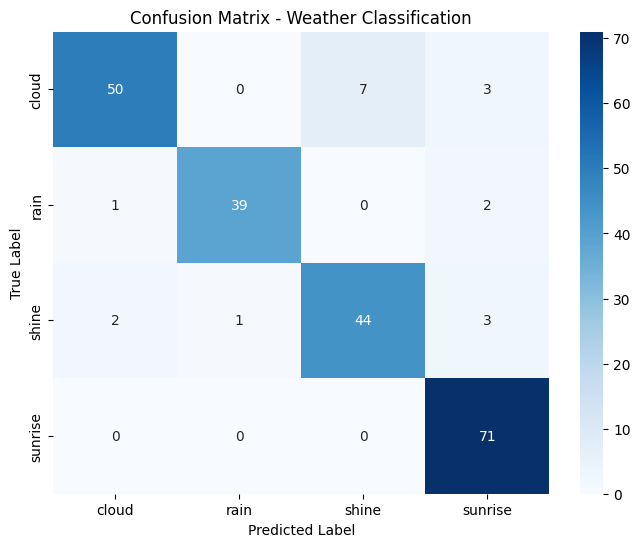 Confusion Matrix - Weather Classification
cloud 50 0 7 3
rain 1 39 0 2
shine 2 1 44 3
sunrise 0 0 0 71
cloud rain shine sunrise
Predicted Label
True Label
70
60
50
40
30
20
10
0